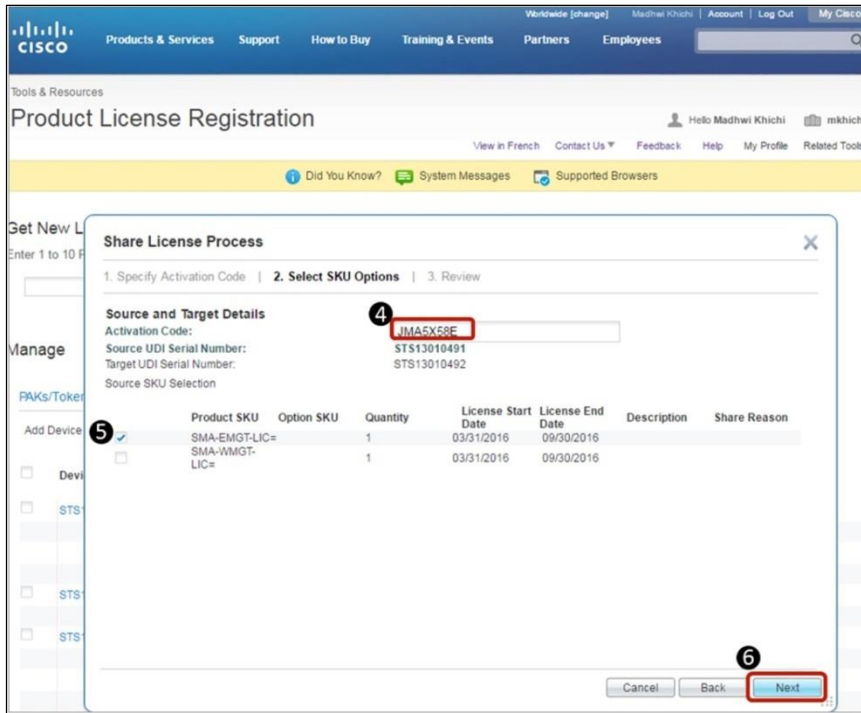 Worldwide [change] Madhwi Khichi Account Log Out My Cisco
CISCO Products & Services Support How to Buy Training & Events Partners Employees
Tools & Resources
Product License Registration
Hello Madhwi Khichi mkhich
View in French Contact Us Feedback Help My Profile Related Tools
Did You Know? System Messages Supported Browsers
Get New L
Enter 1 to 10 P
Share License Process
1. Specify Activation Code | 2. Select SKU Options | 3. Review
Source and Target Details
4
Activation Code: JMA5X58E
Manage
Source UDI Serial Number: STS13010491
Target UDI Serial Number: STS13010492
Source SKU Selection
PAKs/Token
Product SKU Option SKU Quantity License Start Date License End Date Description Share Reason
Add Device
5 SMA-EMGT-LIC= 1 03/31/2016 09/30/2016
SMA-WMGT-LIC= 1 03/31/2016 09/30/2016
Devi
STS1
STS1
STS1
6
Cancel Back Next